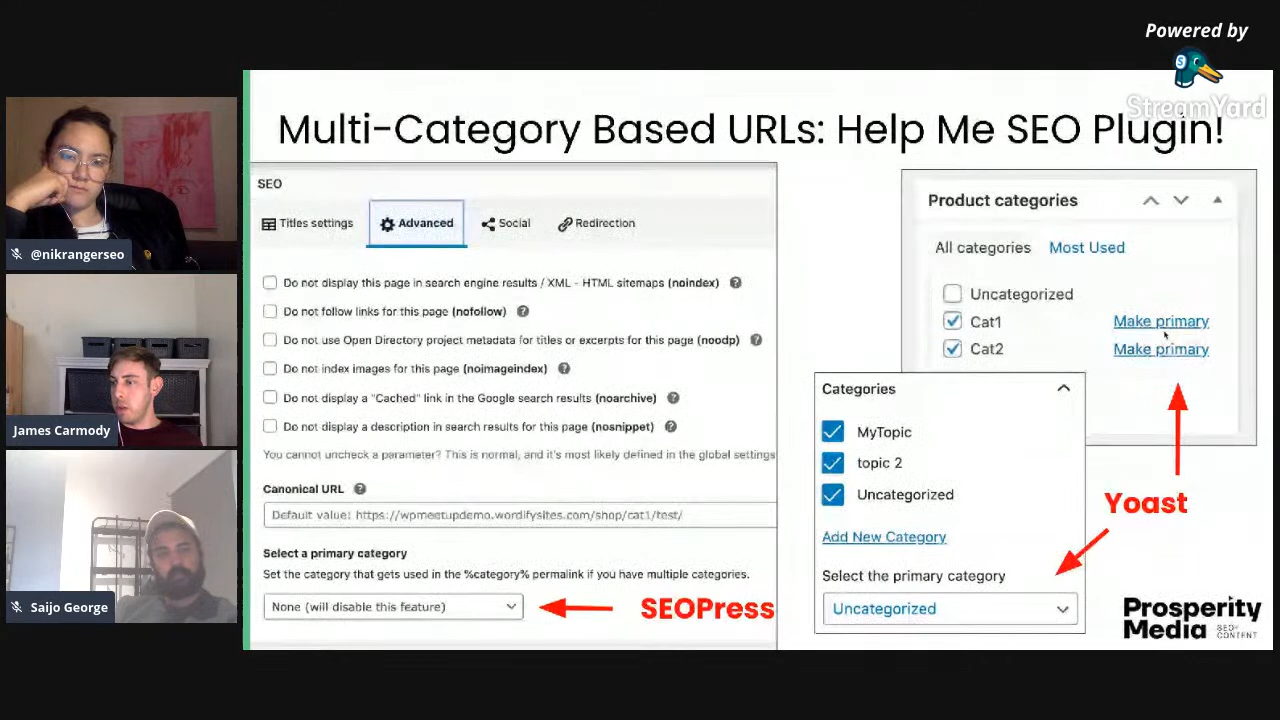 Powered by
StreamYard
Multi-Category Based URLs: Help Me SEO Plugin!
SEO
Titles settings
Advanced
Social
Redirection
Do not display this page in search engine results / XML - HTML sitemaps (noindex)
Do not follow links for this page (nofollow)
Do not use Open Directory project metadata for titles or excerpts for this page (noodp)
Do not index images for this page (noimageindex)
Do not display a "Cached" link in the Google search results (noarchive)
Do not display a description in search results for this page (nosnippet)
You cannot uncheck a parameter? This is normal, and it's most likely defined in the global settings
Canonical URL
Default value: https://wpmeetupdemo.wordifysites.com/shop/cat1/test/
Select a primary category
Set the category that gets used in the %category% permalink if you have multiple categories.
None (will disable this feature)
SEOPress
Product categories
All categories Most Used
Uncategorized
Cat1 Make primary
Cat2 Make primary
Categories
MyTopic
topic 2
Uncategorized
Add New Category
Select the primary category
Uncategorized
Yoast
Prosperity
Media SEO+
CONTENT
@nikrangerseo
James Carmody
Saijo George